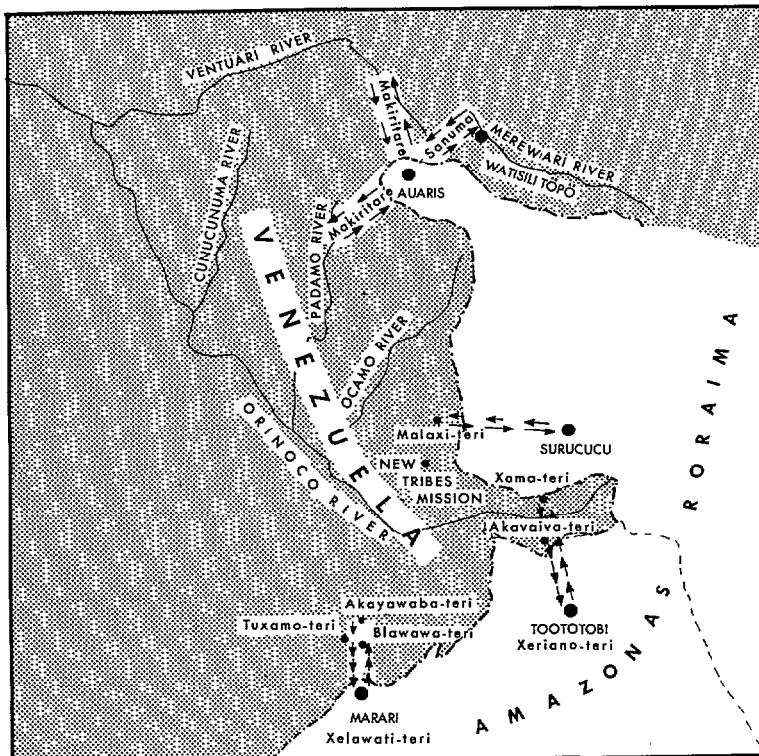 VENTUARI RIVER
Makiritare
Sanuma
MEREWARI RIVER
WATISILI TÖPÖ
AUARIS
Makiritare
CUNUCUNUMA RIVER
PADAMO RIVER
VENEZUELA
OCAMO RIVER
ORINOCO RIVER
Malaxi-teri
SURUCUCU
RORAIMA
NEW
TRIBES
MISSION
Xama-teri
Akavaiva-teri
Akayawaba-teri
Tuxamo-teri
Blawawa-teri
TOOTOTOBI
Xeriano-teri
AMAZONAS
MARARI
Xelawati-teri